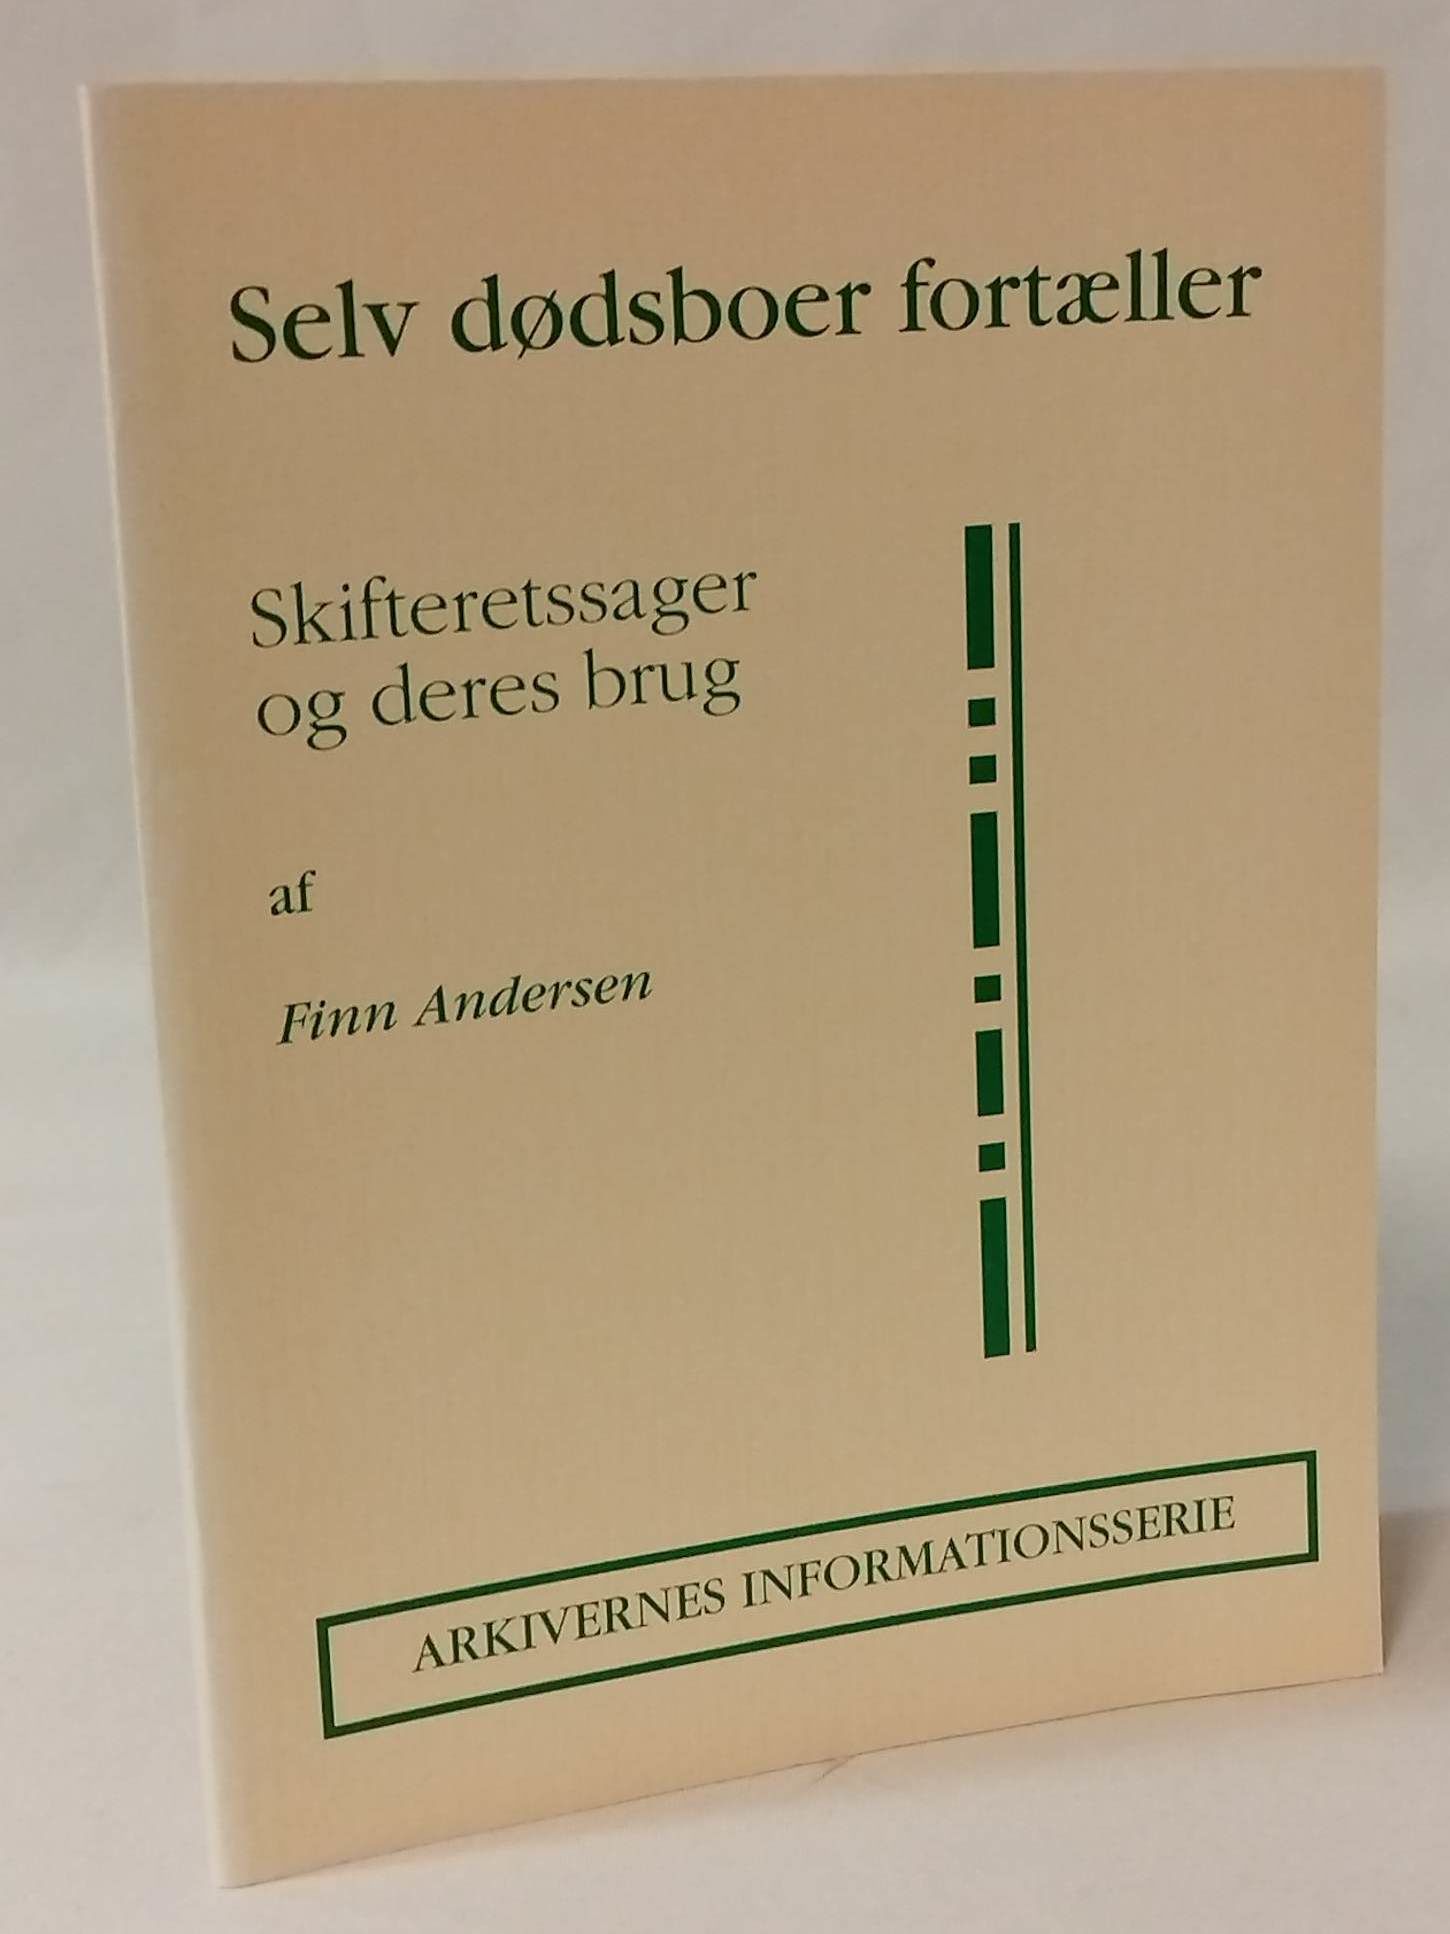 Selv dødsboer fortæller
Skifteretssager
og deres brug
af
Finn Andersen
ARKIVERNES INFORMATIONSSERIE